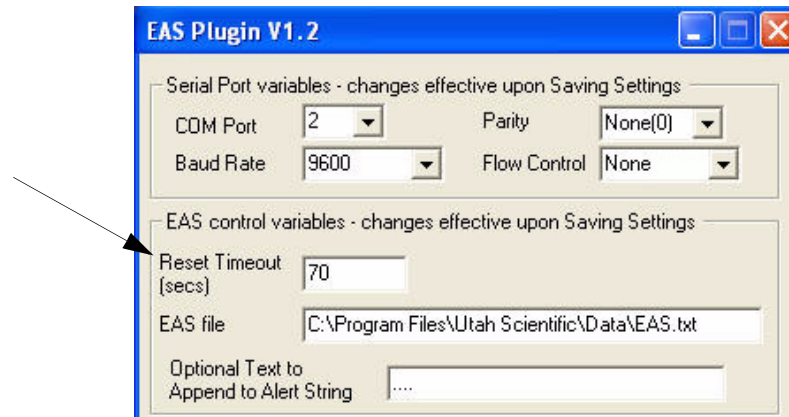 EAS Plugin V1.2
Serial Port variables - changes effective upon Saving Settings
COM Port 2 Parity None(0)
Baud Rate 9600 Flow Control None
EAS control variables - changes effective upon Saving Settings
Reset Timeout
(secs) 70
EAS file C:\Program Files\Utah Scientific\Data\EAS.txt
Optional Text to
Append to Alert String ....